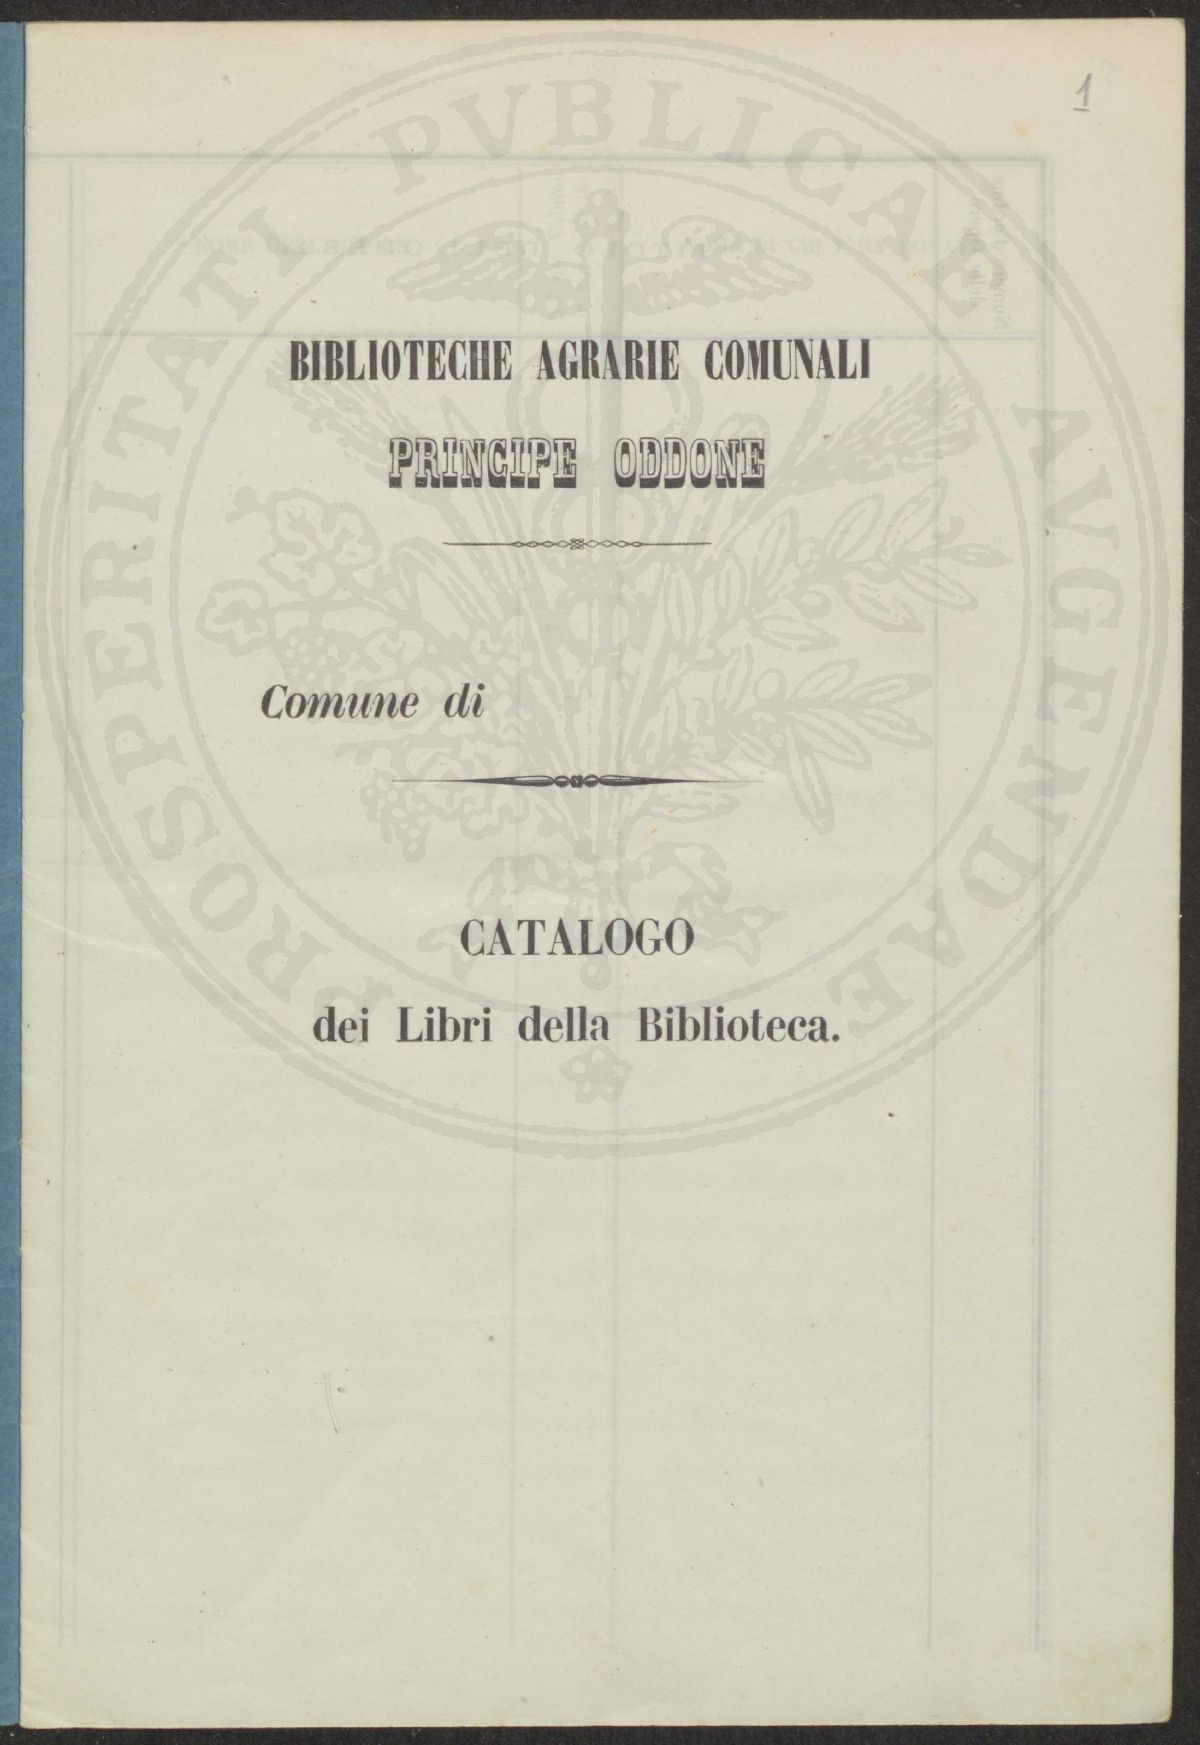 1
PROSPERITATI PVBLICAE AVGENDAE
BIBLIOTECHE AGRARIE COMUNALI
PRINCIPE ODDONE
Comune di
CATALOGO
dei Libri della Biblioteca.